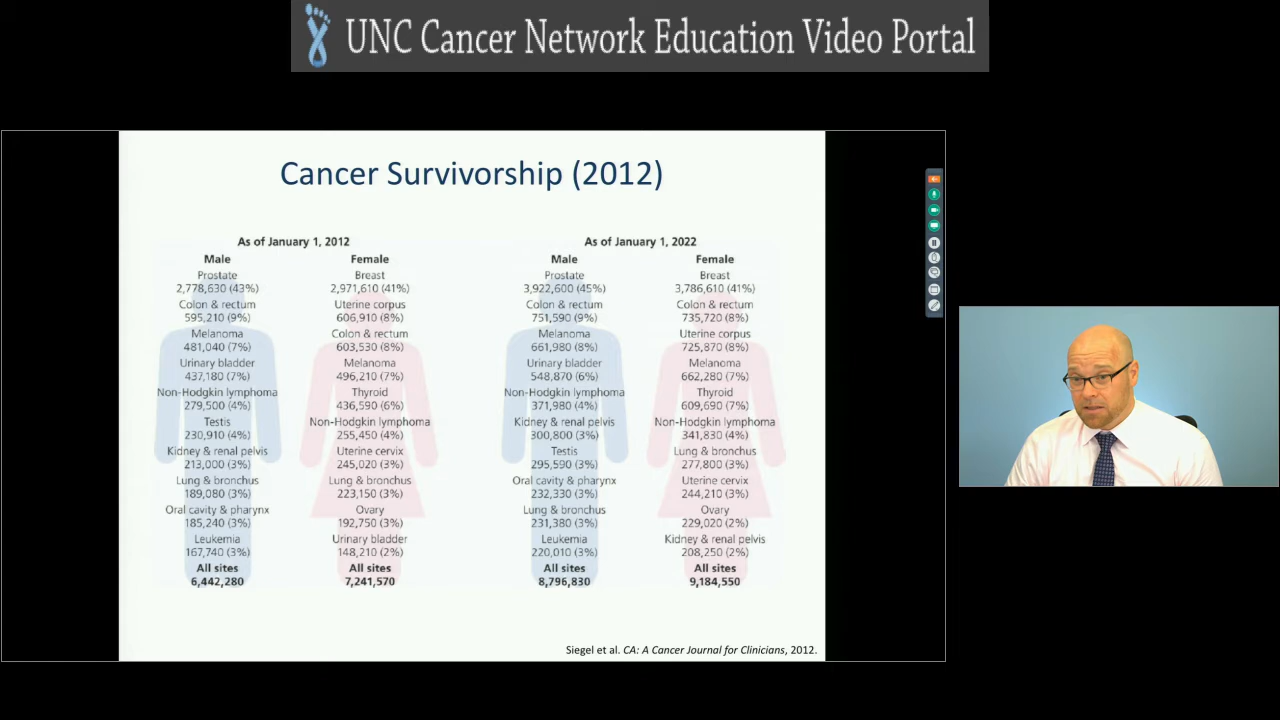 UNC Cancer Network Education Video Portal
Cancer Survivorship (2012)
As of January 1, 2012
Male
Prostate
2,778,630 (43%)
Colon & rectum
595,210 (9%)
Melanoma
481,040 (7%)
Urinary bladder
437,180 (7%)
Non-Hodgkin lymphoma
279,500 (4%)
Testis
230,910 (4%)
Kidney & renal pelvis
213,000 (3%)
Lung & bronchus
189,080 (3%)
Oral cavity & pharynx
185,240 (3%)
Leukemia
167,740 (3%)
All sites
6,442,280
Female
Breast
2,971,610 (41%)
Uterine corpus
606,910 (8%)
Colon & rectum
603,530 (8%)
Melanoma
496,210 (7%)
Thyroid
436,590 (6%)
Non-Hodgkin lymphoma
255,450 (4%)
Uterine cervix
245,020 (3%)
Lung & bronchus
223,150 (3%)
Ovary
192,750 (3%)
Urinary bladder
148,210 (2%)
All sites
7,241,570
As of January 1, 2022
Male
Prostate
3,922,600 (45%)
Colon & rectum
751,590 (9%)
Melanoma
661,980 (8%)
Urinary bladder
548,870 (6%)
Non-Hodgkin lymphoma
371,980 (4%)
Kidney & renal pelvis
300,800 (3%)
Testis
295,590 (3%)
Oral cavity & pharynx
232,330 (3%)
Lung & bronchus
231,380 (3%)
Leukemia
220,010 (3%)
All sites
8,796,830
Female
Breast
3,786,610 (41%)
Colon & rectum
735,720 (8%)
Uterine corpus
725,870 (8%)
Melanoma
662,280 (7%)
Thyroid
609,690 (7%)
Non-Hodgkin lymphoma
341,830 (4%)
Lung & bronchus
277,800 (3%)
Uterine cervix
244,210 (3%)
Ovary
229,020 (2%)
Kidney & renal pelvis
208,250 (2%)
All sites
9,184,550
Siegel et al. CA: A Cancer Journal for Clinicians, 2012.